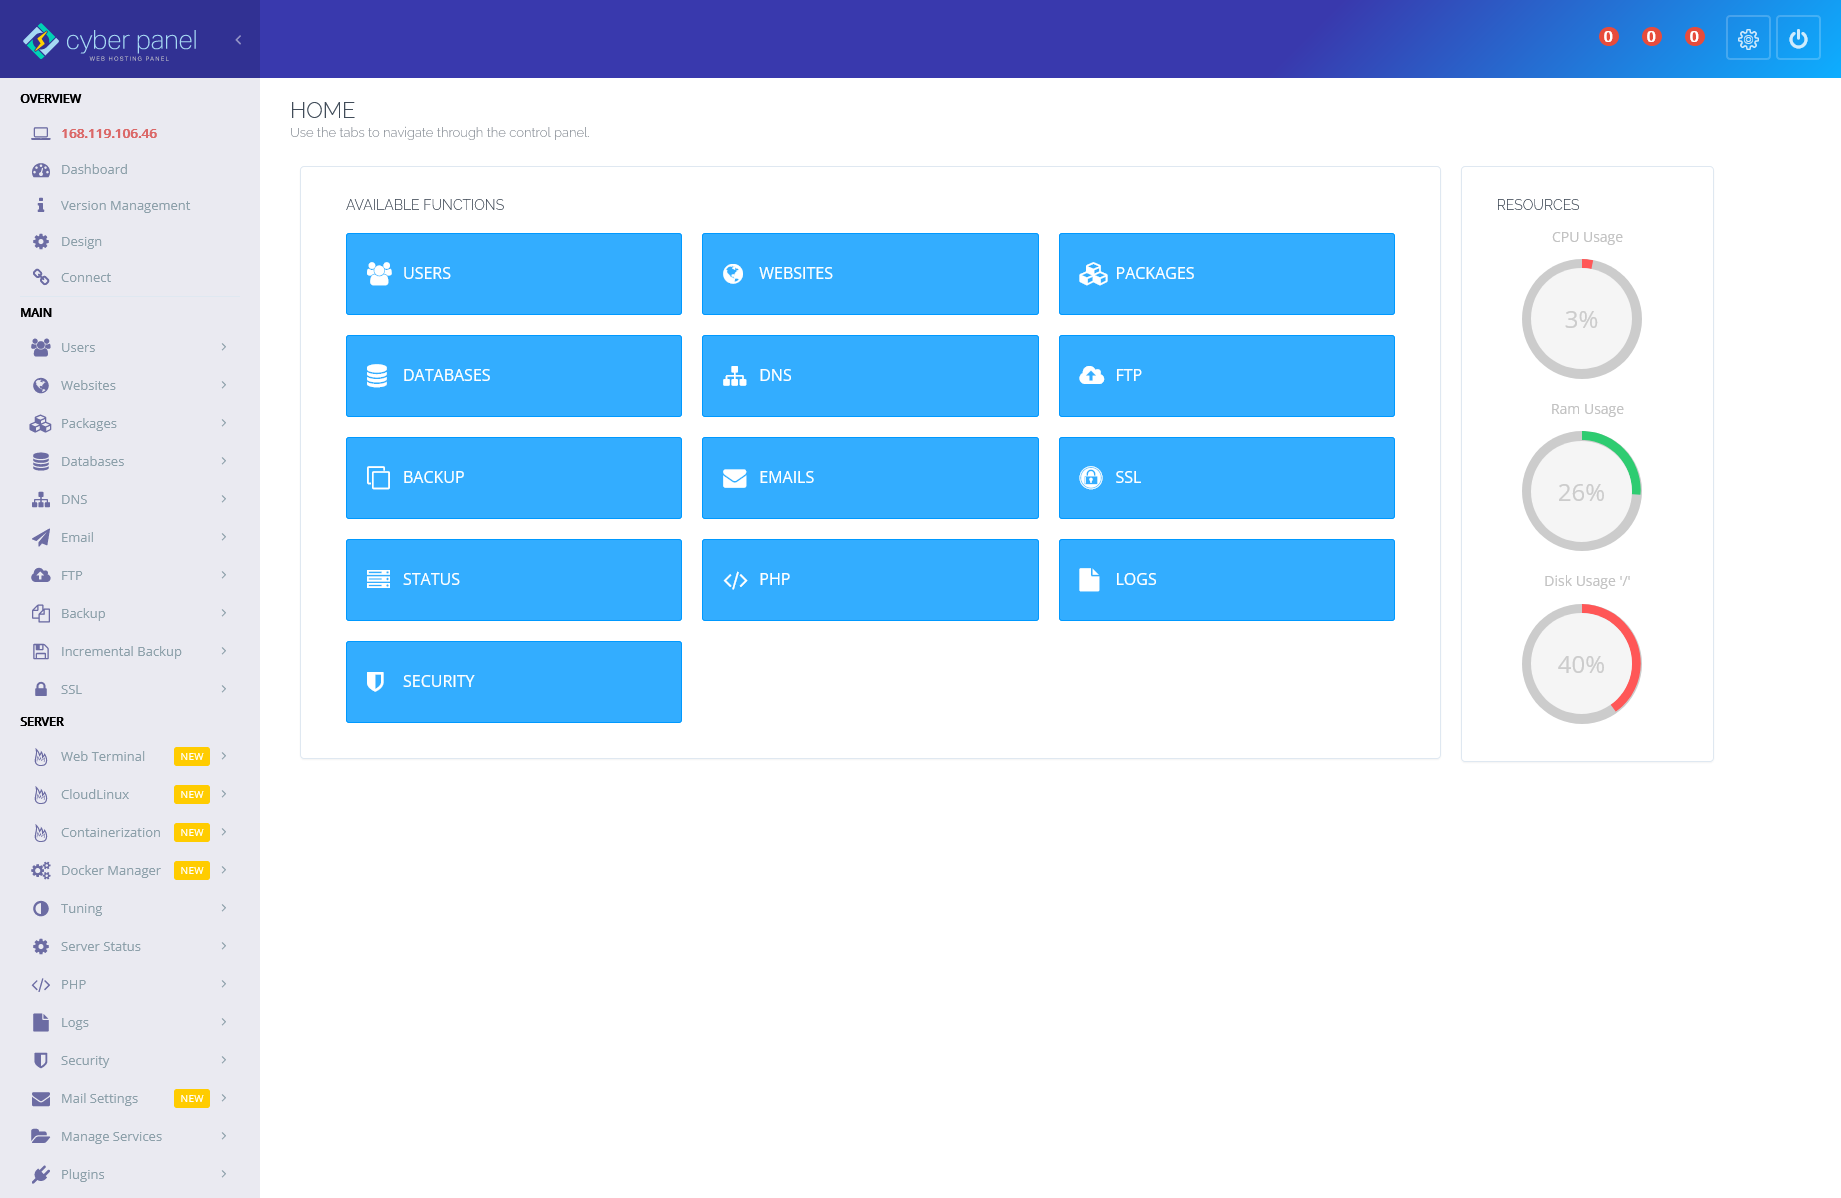 cyber panel
WEB HOSTING PANEL
0 0 0
OVERVIEW
168.119.106.46
Dashboard
Version Management
Design
Connect
MAIN
Users
Websites
Packages
Databases
DNS
Email
FTP
Backup
Incremental Backup
SSL
SERVER
Web Terminal NEW
CloudLinux NEW
Containerization NEW
Docker Manager NEW
Tuning
Server Status
PHP
Logs
Security
Mail Settings NEW
Manage Services
Plugins
HOME
Use the tabs to navigate through the control panel.
AVAILABLE FUNCTIONS
USERS
WEBSITES
PACKAGES
DATABASES
DNS
FTP
BACKUP
EMAILS
SSL
STATUS
PHP
LOGS
SECURITY
RESOURCES
CPU Usage
3%
Ram Usage
26%
Disk Usage '/'
40%